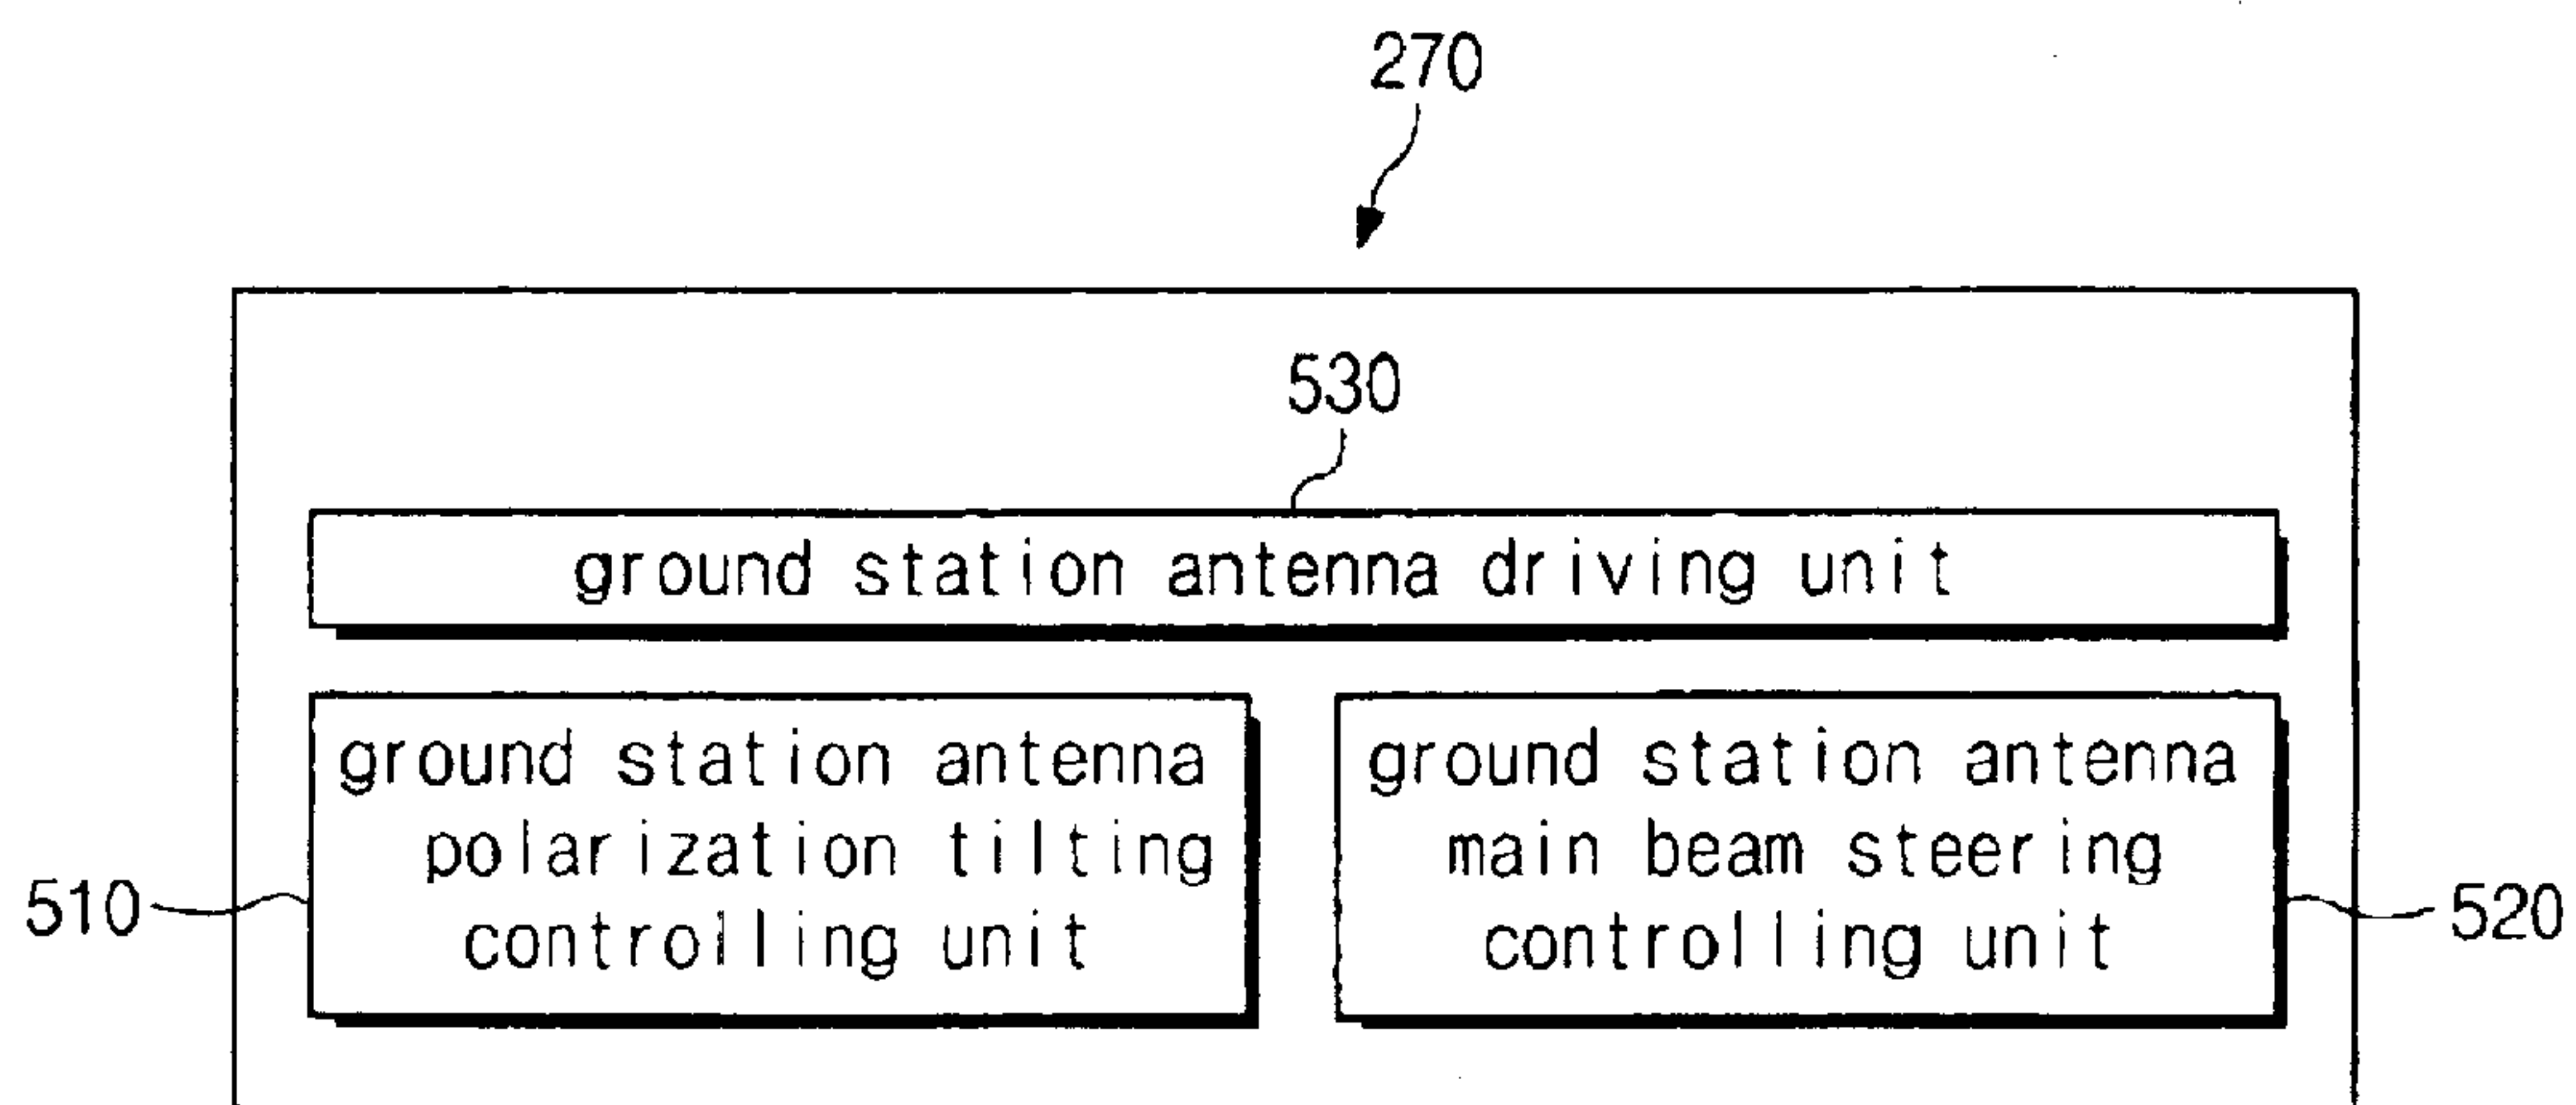 270
530
ground station antenna driving unit
ground station antenna
polarization tilting
controlling unit
510
ground station antenna
main beam steering
controlling unit
520